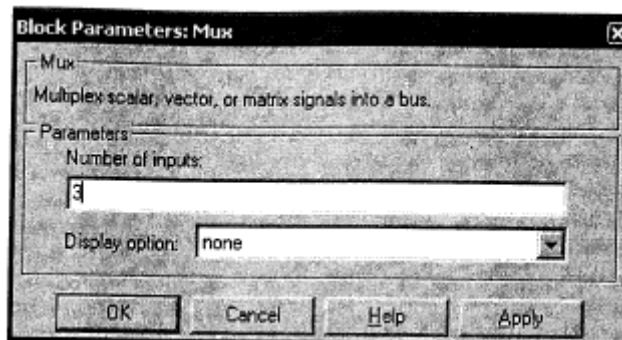 Block Parameters: Mux
Mux
Multiplex scalar, vector, or matrix signals into a bus.
Parameters
Number of inputs:
3
Display option: none
OK Cancel Help Apply